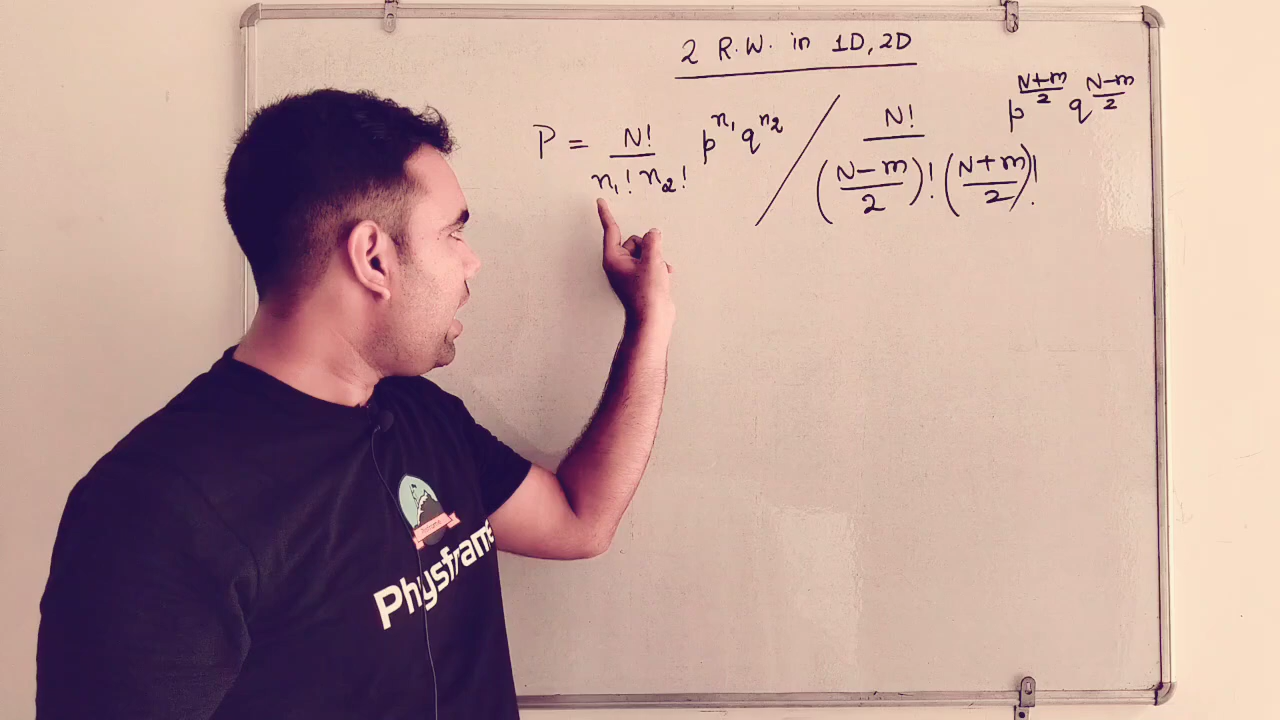 2 R.W. in 1D, 2D
P = N! / n₁! n₂! p^n₁ q^n₂ / N! / (N-m / 2)! (N+m / 2)! p^(N+m / 2) q^(N-m / 2)
Physframe